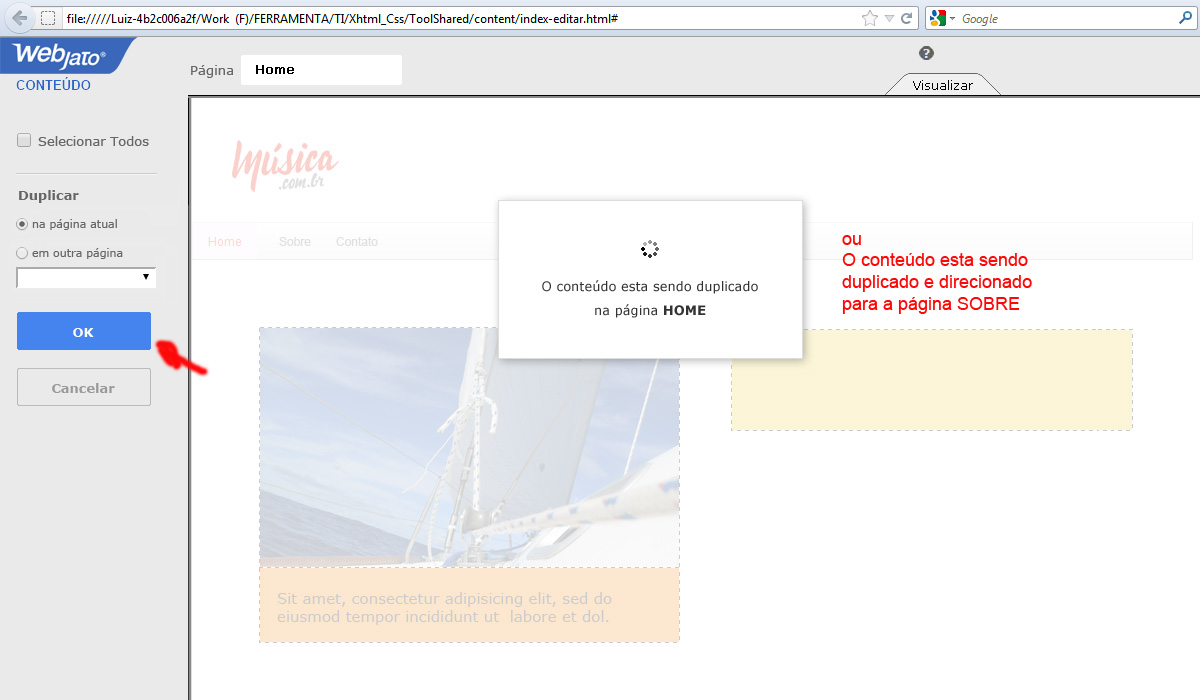 file://///Luiz-4b2c006a2f/Work (F)/FERRAMENTA/TI/Xhtml_Css/ToolShared/content/index-editar.html#
Google
Webjato®
CONTEÚDO
Página
Home
?
Visualizar
Selecionar Todos
Duplicar
na página atual
em outra página
OK
Cancelar
Música
.com.br
Home
Sobre
Contato
O conteúdo esta sendo duplicado
na página HOME
ou
O conteúdo esta sendo
duplicado e direcionado
para a página SOBRE
Sit amet, consectetur adipisicing elit, sed do
eiusmod tempor incididunt ut labore et dol.